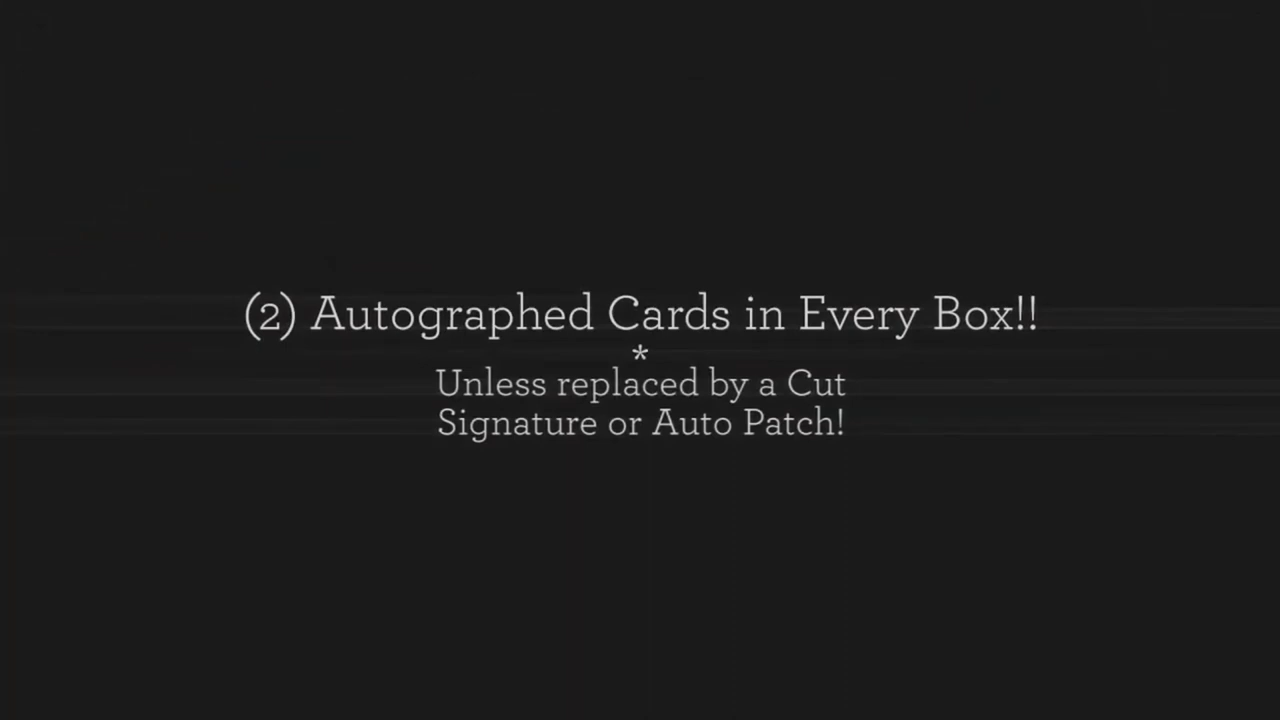 (2) Autographed Cards in Every Box!!
*
Unless replaced by a Cut
Signature or Auto Patch!